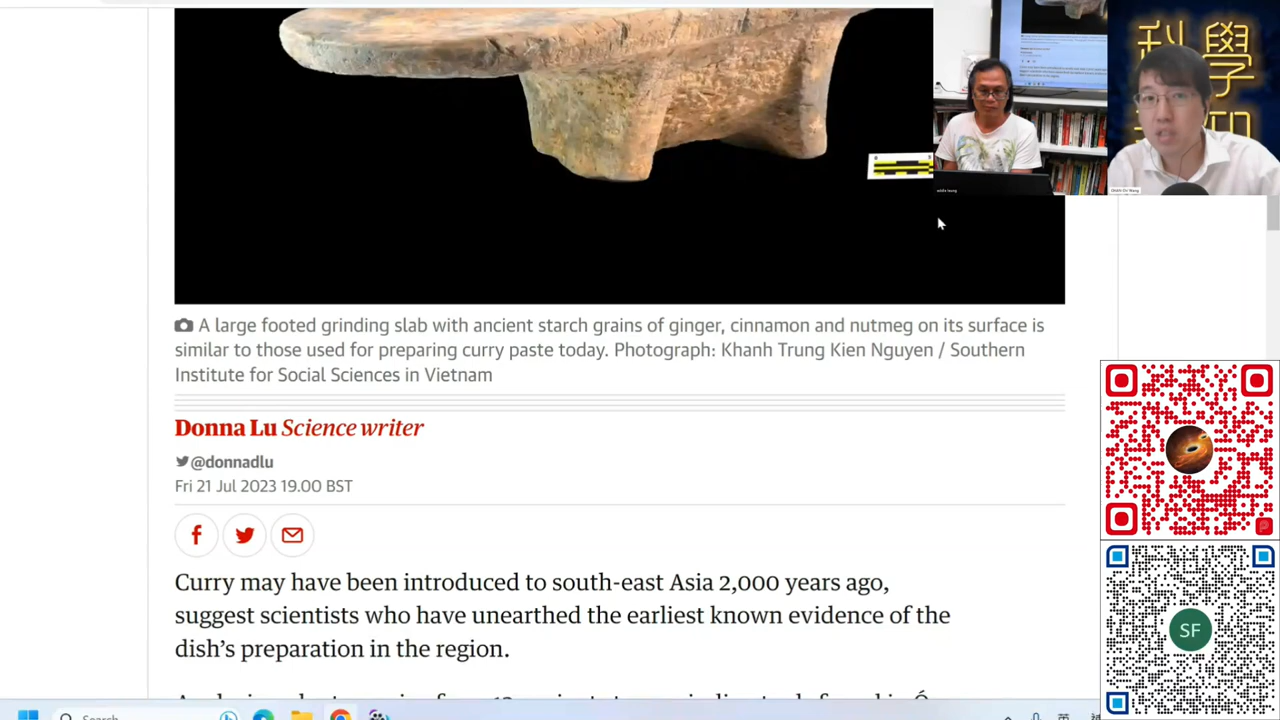 科學
A large footed grinding slab with ancient starch grains of ginger, cinnamon and nutmeg on its surface is
similar to those used for preparing curry paste today. Photograph: Khanh Trung Kien Nguyen / Southern
Institute for Social Sciences in Vietnam
Donna Lu Science writer
@donnadlu
Fri 21 Jul 2023 19.00 BST
Curry may have been introduced to south-east Asia 2,000 years ago,
suggest scientists who have unearthed the earliest known evidence of the
dish’s preparation in the region.
SF
Search
英